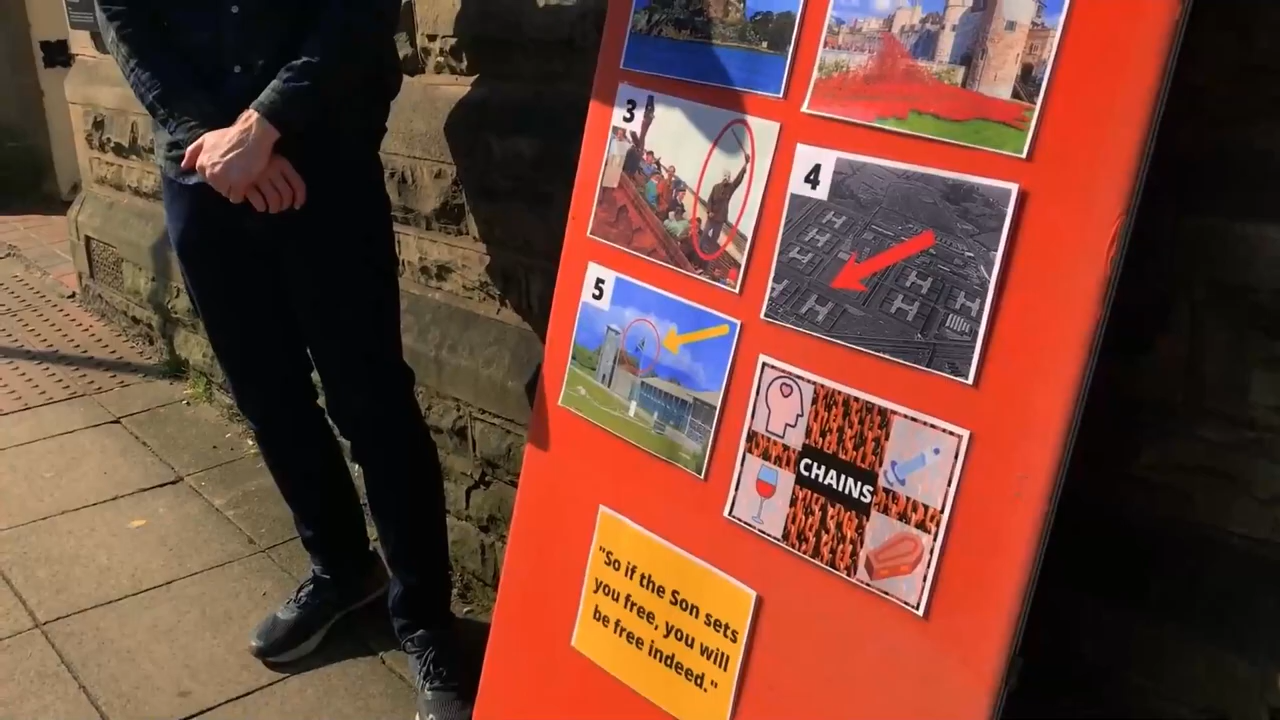 3
4
5
CHAINS
"So if the Son sets
you free, you will
be free indeed."